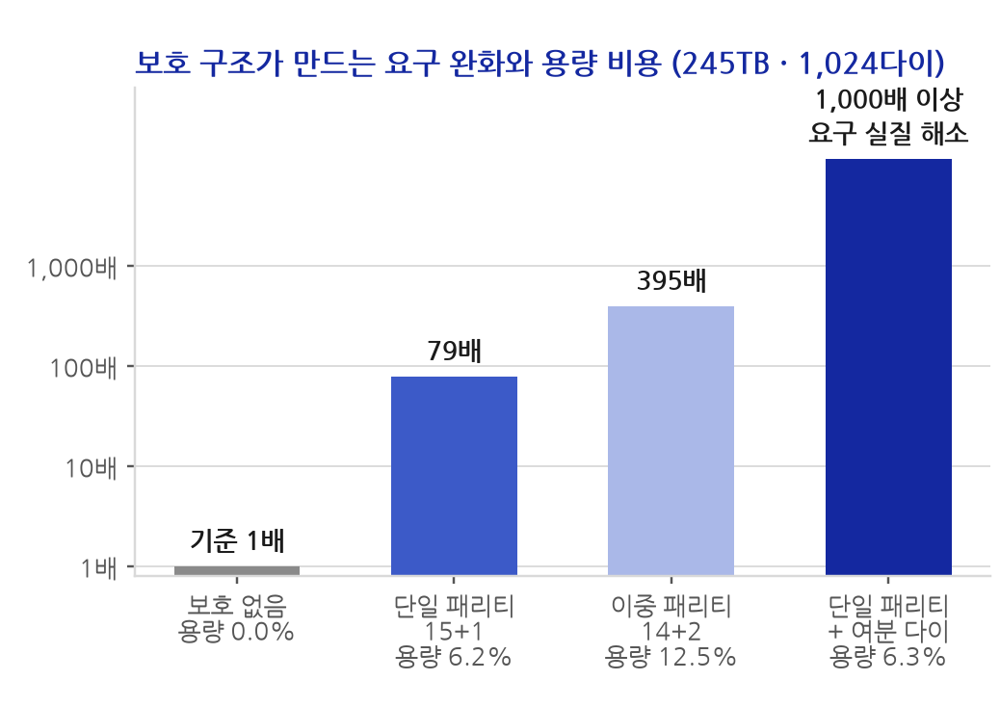 보호 구조가 만드는 요구 완화와 용량 비용 (245TB · 1,024다이)
1,000배 이상
요구 실질 해소
1,000배
395배
79배
100배
10배
기준 1배
1배
보호 없음
용량 0.0%
단일 패리티
15+1
용량 6.2%
이중 패리티
14+2
용량 12.5%
단일 패리티
+ 여분 다이
용량 6.3%